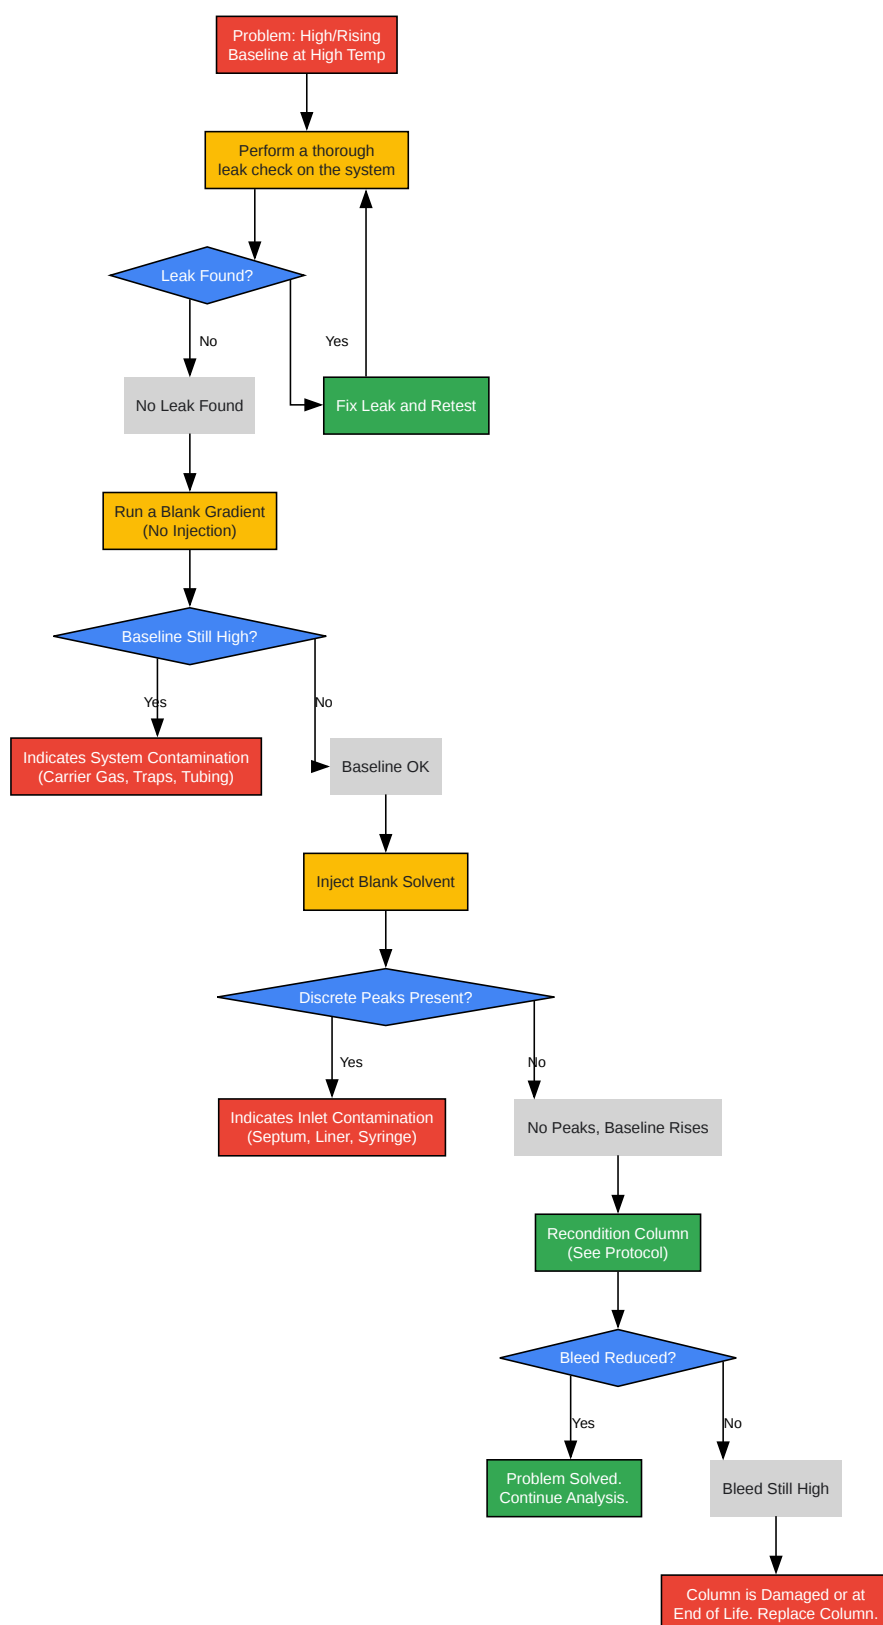 Problem: High/Rising
Baseline at High Temp
Perform a thorough
leak check on the system
Leak Found?
No
Yes
No Leak Found
Fix Leak and Retest
Run a Blank Gradient
(No Injection)
Baseline Still High?
Yes
No
Indicates System Contamination
(Carrier Gas, Traps, Tubing)
Baseline OK
Inject Blank Solvent
Discrete Peaks Present?
Yes
No
Indicates Inlet Contamination
(Septum, Liner, Syringe)
No Peaks, Baseline Rises
Recondition Column
(See Protocol)
Bleed Reduced?
Yes
No
Problem Solved.
Continue Analysis.
Bleed Still High
Column is Damaged or at
End of Life. Replace Column.